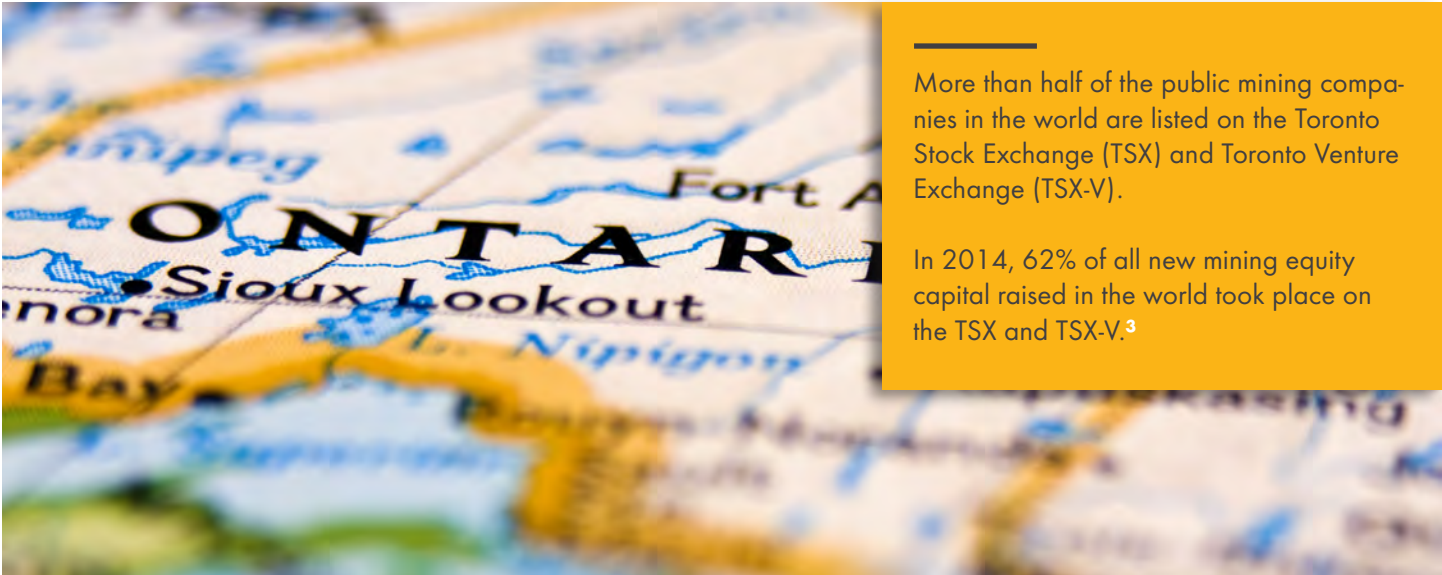 More than half of the public mining compa-
nies in the world are listed on the Toronto
Stock Exchange (TSX) and Toronto Venture
Exchange (TSX-V).
In 2014, 62% of all new mining equity
capital raised in the world took place on
the TSX and TSX-V.3
Fort A
ONTARI
Sioux Lookout
enora
L. Nipigon
Bay